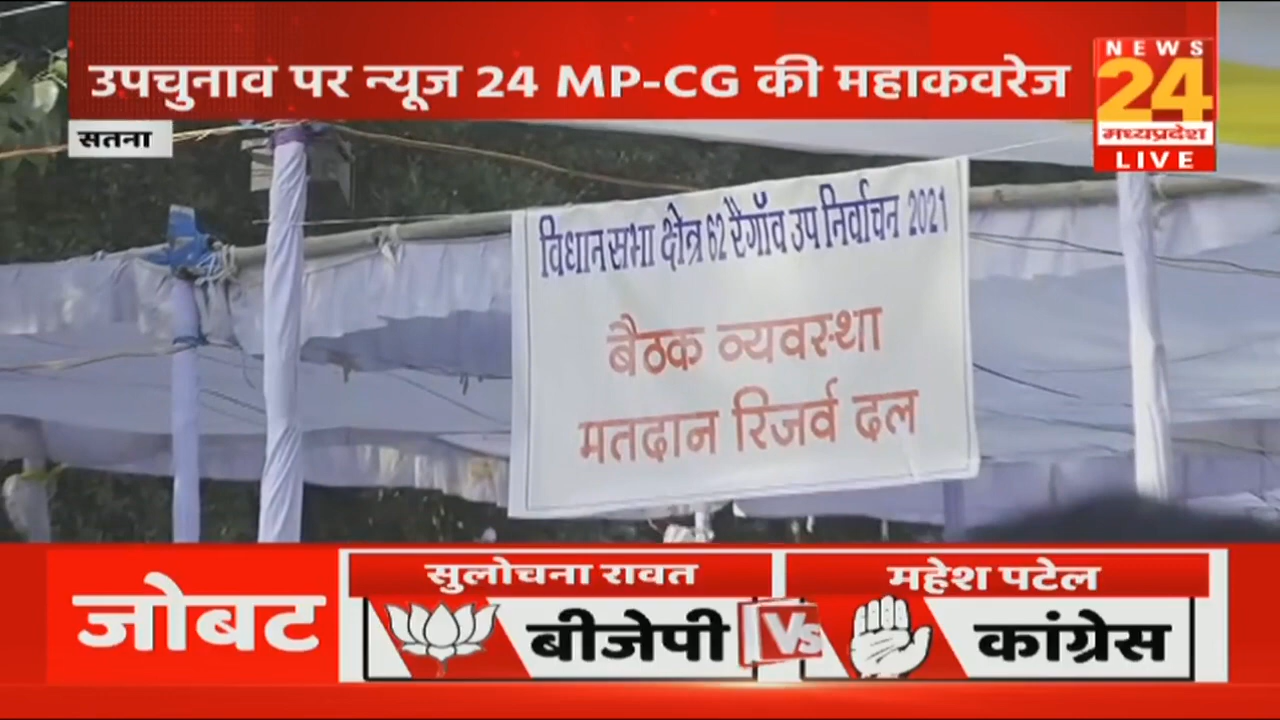 उपचुनाव पर न्यूज 24 MP-CG की महाकवरेज
NEWS
24
मध्यप्रदेश
LIVE
सतना
विधान सभा क्षेत्र 62 रैगाँव उप निर्वाचन 2021
बैठक व्यवस्था
मतदान रिजर्व दल
जोबट
सुलोचना रावत
बीजेपी
Vs
महेश पटेल
कांग्रेस